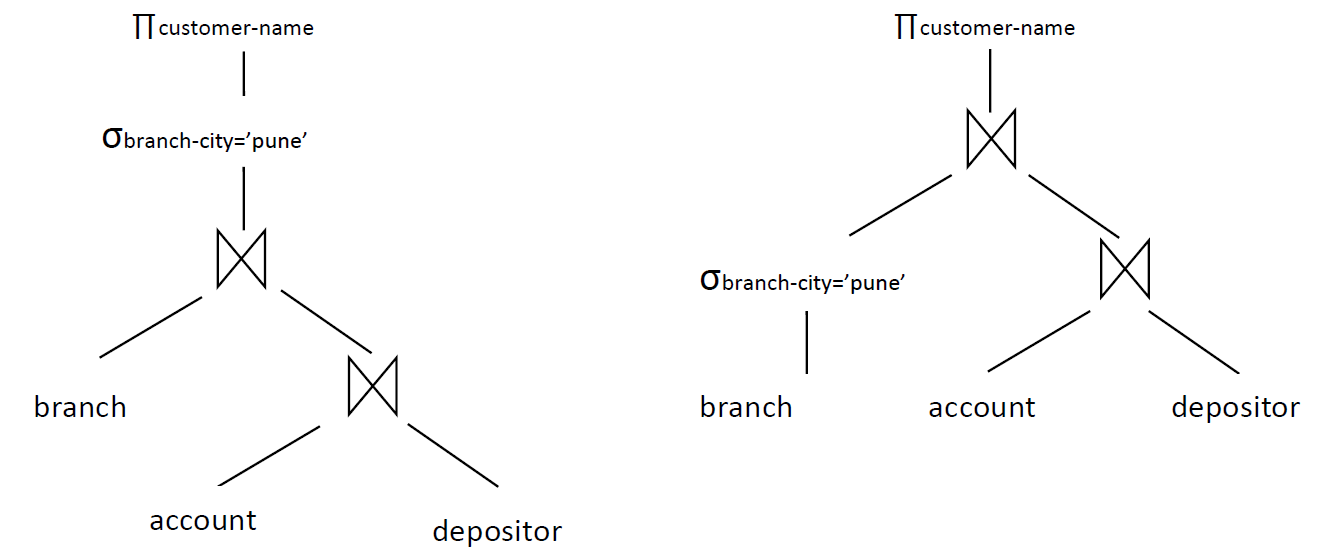 ∏customer-name
σbranch-city=’pune’
branch
account
depositor
∏customer-name
σbranch-city=’pune’
branch
account
depositor